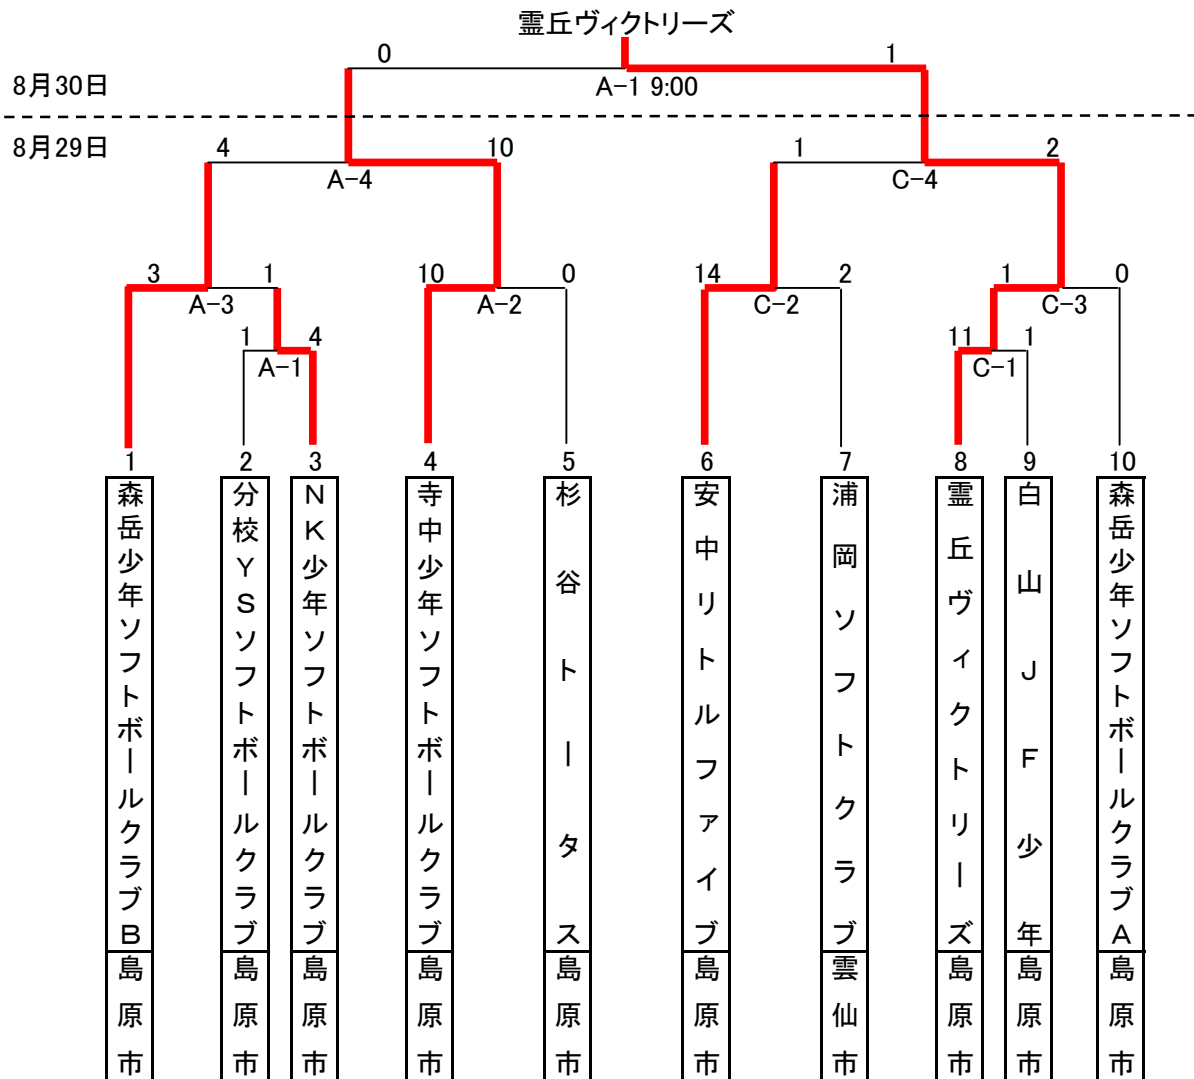 霊丘ヴィクトリーズ
0 1
8月30日
A-1 9:00
8月29日
4 10 1 2
A-4 C-4
3 1 10 0 14 2 1 0
A-3 A-2 C-2 C-3
1 4 11 1
A-1 C-1
1 2 3 4 5 6 7 8 9 10
森岳少年ソフトボールクラブB
島原市
分校YSソフトボールクラブ
島原市
NK少年ソフトボールクラブ
島原市
寺中少年ソフトボールクラブ
島原市
杉谷トータス
島原市
安中リトルファイブ
島原市
浦岡ソフトクラブ
雲仙市
霊丘ヴィクトリーズ
島原市
白山JF少年
島原市
森岳少年ソフトボールクラブA
島原市